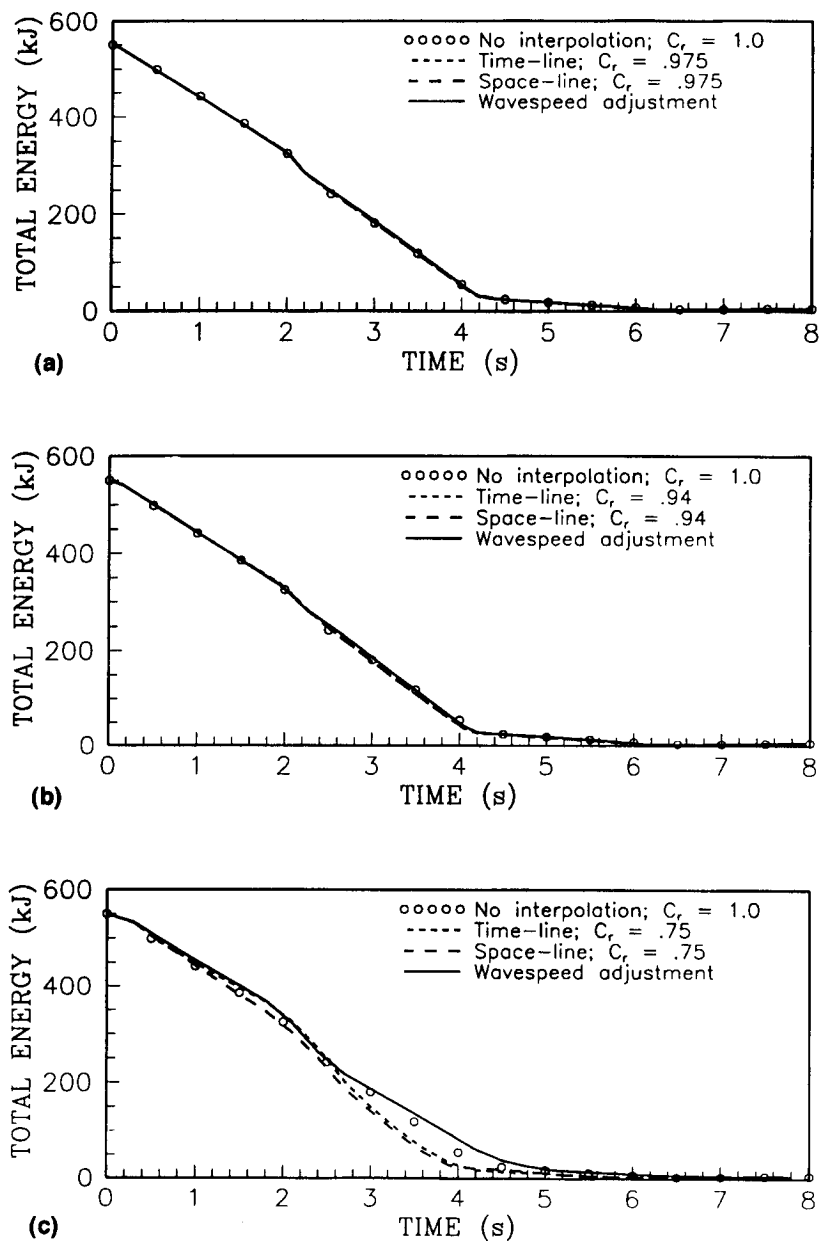 TOTAL ENERGY (kJ)
600
400
200
0
No interpolation; Cr = 1.0
Time-line; Cr = .975
Space-line; Cr = .975
Wavespeed adjustment
0 1 2 3 4 5 6 7 8
TIME (s)
(a)
TOTAL ENERGY (kJ)
600
400
200
0
No interpolation; Cr = 1.0
Time-line; Cr = .94
Space-line; Cr = .94
Wavespeed adjustment
0 1 2 3 4 5 6 7 8
TIME (s)
(b)
TOTAL ENERGY (kJ)
600
400
200
0
No interpolation; Cr = 1.0
Time-line; Cr = .75
Space-line; Cr = .75
Wavespeed adjustment
0 1 2 3 4 5 6 7 8
TIME (s)
(c)